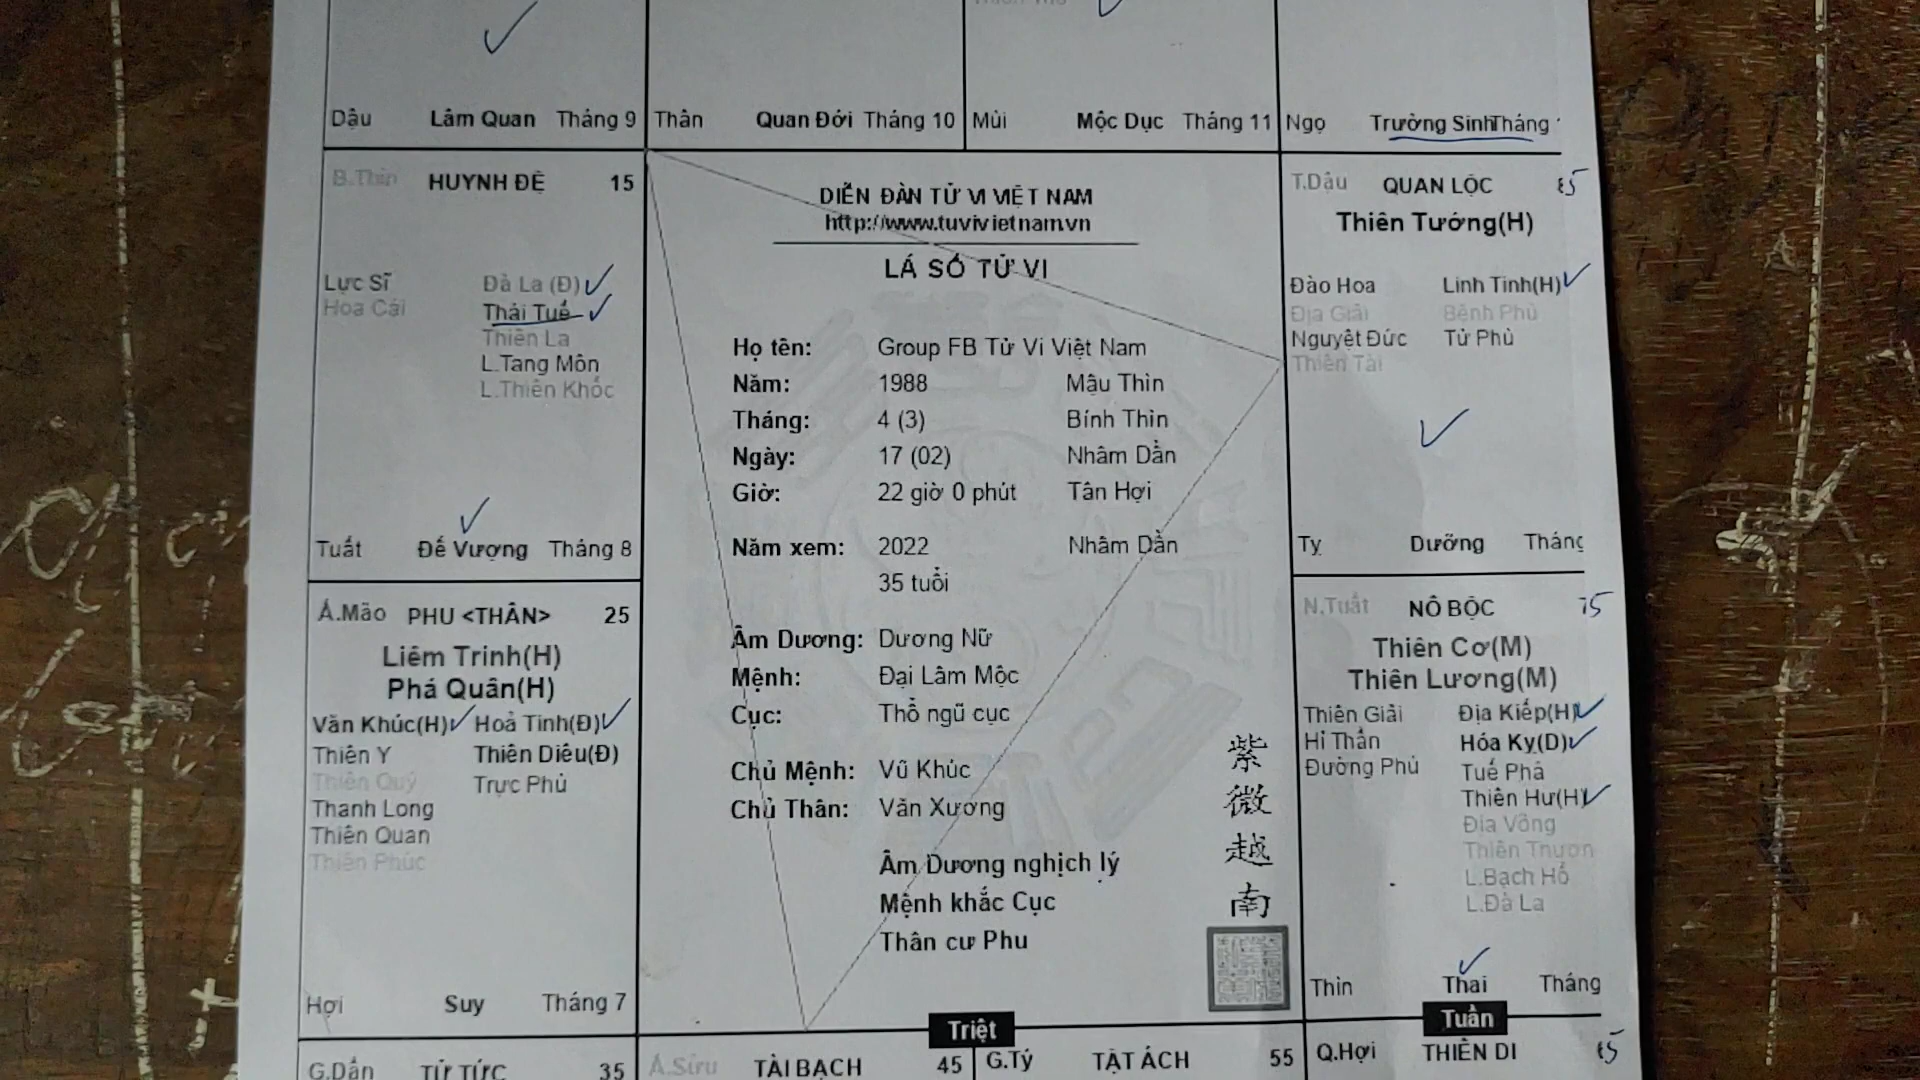 Dậu Lâm Quan Tháng 9
Thân Quan Đới Tháng 10
Mùi Mộc Dục Tháng 11
Ngọ Trường Sinh Tháng
B.Thìn HUYNH ĐỆ 15
Lực Sĩ Đà La (Đ)
Hoa Cái Thái Tuế
Thiên La
L.Tang Môn
L.Thiên Khốc
Tuất Đế Vượng Tháng 8
DIỄN ĐÀN TỬ VI VIỆT NAM
http://www.tuvivietnam.vn
LÁ SỐ TỬ VI
Họ tên: Group FB Tử Vi Việt Nam
Năm: 1988 Mậu Thìn
Tháng: 4 (3) Bính Thìn
Ngày: 17 (02) Nhâm Dần
Giờ: 22 giờ 0 phút Tân Hợi
Năm xem: 2022 Nhâm Dần
35 tuổi
Âm Dương: Dương Nữ
Mệnh: Đại Lâm Mộc
Cục: Thổ ngũ cục
Chủ Mệnh: Vũ Khúc
Chủ Thân: Văn Xương
Âm Dương nghịch lý
Mệnh khắc Cục
Thân cư Phu
紫
微
越
南
T.Dậu QUAN LỘC
Thiên Tướng(H)
Đào Hoa Linh Tinh(H)
Địa Giải Bệnh Phù
Nguyệt Đức Tử Phù
Thiên Tài
Tỵ Dưỡng Tháng
Ấ.Mão PHU <THÂN> 25
Liêm Trinh(H)
Phá Quân(H)
Văn Khúc(H) Hoả Tinh(Đ)
Thiên Y Thiên Diêu(Đ)
Thiên Quý Trực Phù
Thanh Long
Thiên Quan
Thiên Phúc
Hợi Suy Tháng 7
N.Tuất NÔ BỘC
Thiên Cơ(M)
Thiên Lương(M)
Thiên Giải Địa Kiếp(H)
Hỉ Thần Hóa Kỵ(D)
Đường Phù Tuế Phá
Thiên Hư(H)
Địa Võng
L.Bạch Hổ
L.Đà La
Thìn Thai Tháng
Triệt
Tuần
G.Dần TỬ TỨC 35
Ấ.Sửu TÀI BẠCH 45
G.Tý TẬT ÁCH 55
Q.Hợi THIÊN DI